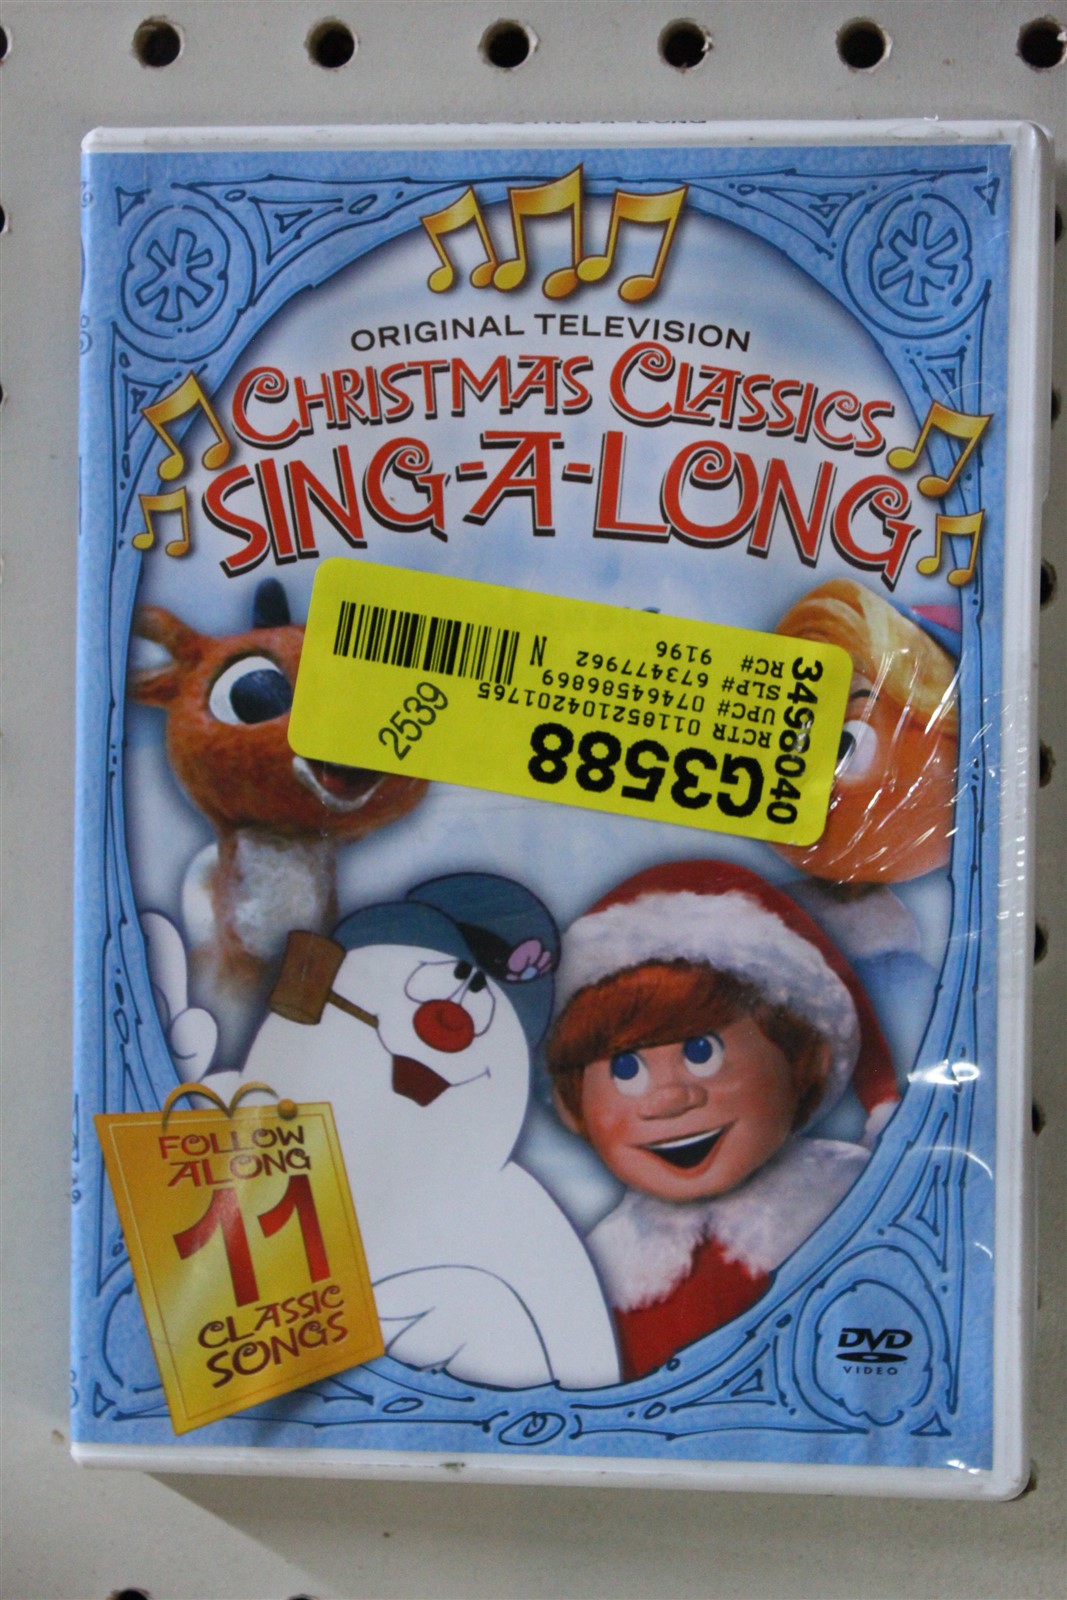 ORIGINAL TELEVISION
CHRISTMAS CLASSICS
SING-A-LONG
3498040
G3588
RCTR 011852104201765
UPC# 07464586869
SLP# 673477962
RC# 9196
N
2539
FOLLOW
ALONG
11
CLASSIC
SONGS
DVD
VIDEO